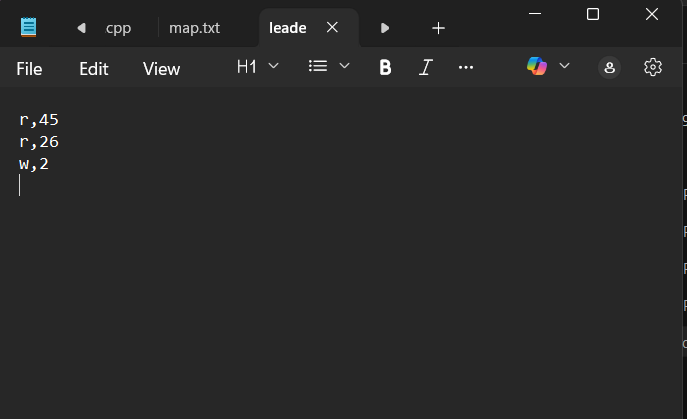 cpp map.txt leade
File Edit View H1 B I
r,45
r,26
w,2